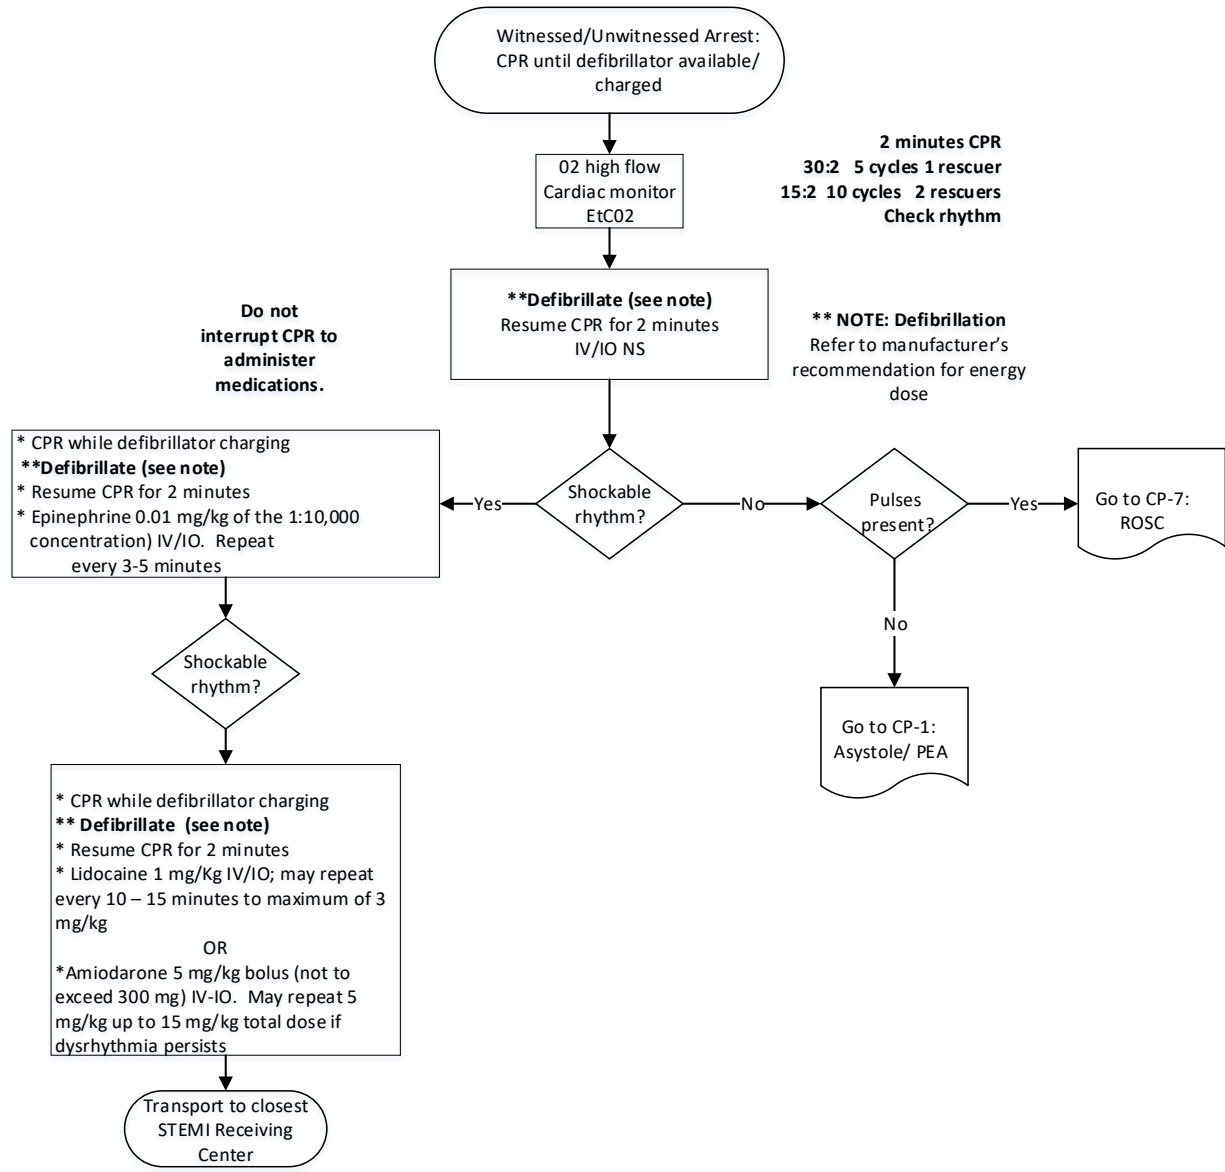 Witnessed/Unwitnessed Arrest:
CPR until defibrillator available/
charged
02 high flow
Cardiac monitor
EtC02
2 minutes CPR
30:2 5 cycles 1 rescuer
15:2 10 cycles 2 rescuers
Check rhythm
**Defibrillate (see note)
Resume CPR for 2 minutes
IV/IO NS
Do not
interrupt CPR to
administer
medications.
** NOTE: Defibrillation
Refer to manufacturer’s
recommendation for energy
dose
* CPR while defibrillator charging
**Defibrillate (see note)
* Resume CPR for 2 minutes
* Epinephrine 0.01 mg/kg of the 1:10,000
concentration) IV/IO. Repeat
every 3-5 minutes
Yes
Shockable
rhythm?
No
Pulses
present?
Yes
Go to CP-7:
ROSC
No
Go to CP-1:
Asystole/ PEA
Shockable
rhythm?
* CPR while defibrillator charging
** Defibrillate (see note)
* Resume CPR for 2 minutes
* Lidocaine 1 mg/Kg IV/IO; may repeat
every 10 – 15 minutes to maximum of 3
mg/kg
OR
*Amiodarone 5 mg/kg bolus (not to
exceed 300 mg) IV-IO. May repeat 5
mg/kg up to 15 mg/kg total dose if
dysrhythmia persists
Transport to closest
STEMI Receiving
Center